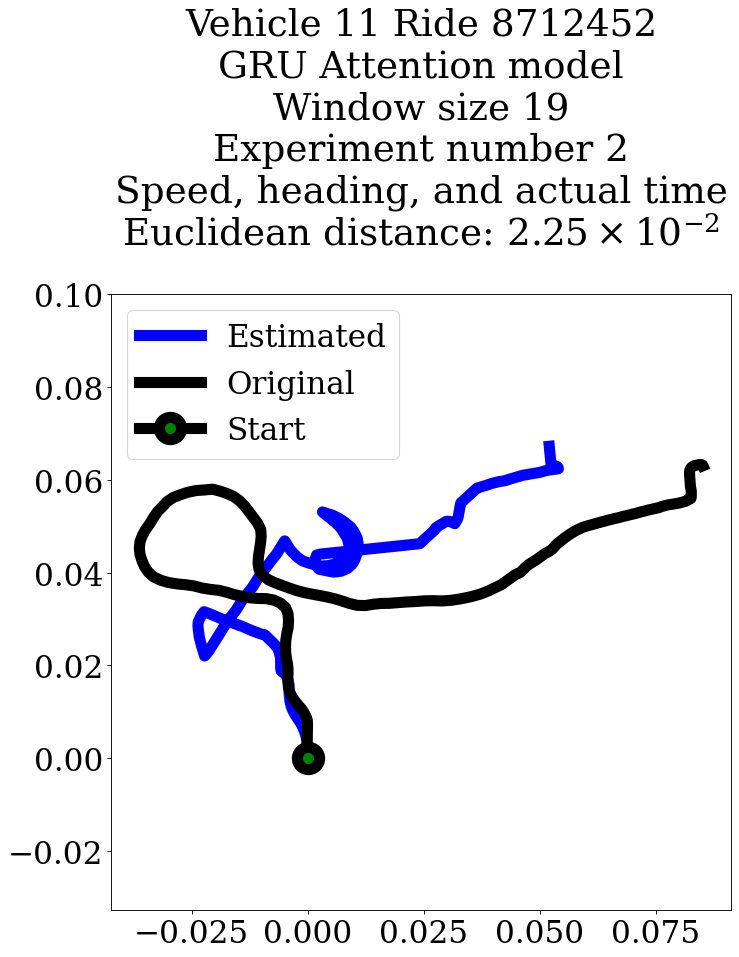 Vehicle 11 Ride 8712452
GRU Attention model
Window size 19
Experiment number 2
Speed, heading, and actual time
Euclidean distance: 2.25 × 10⁻²
0.10
0.08
0.06
0.04
0.02
0.00
−0.02
Estimated
Original
Start
−0.025 0.000 0.025 0.050 0.075